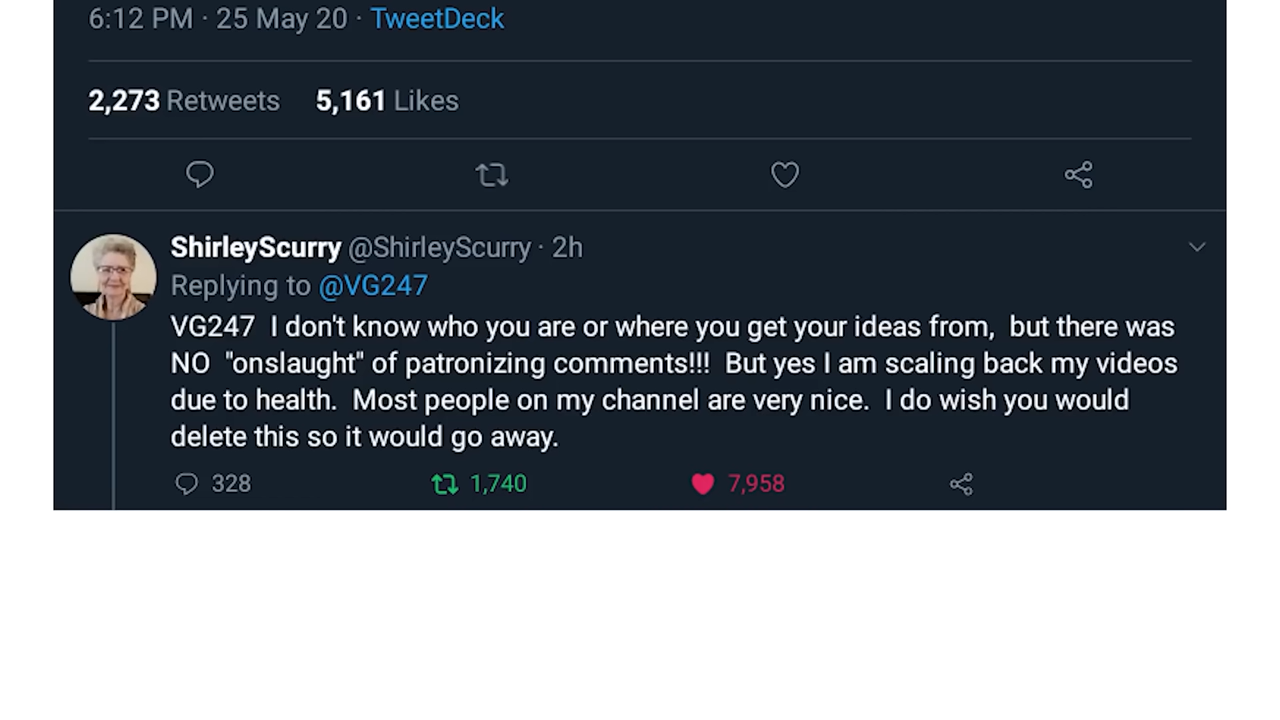 6:12 PM · 25 May 20 · TweetDeck
2,273 Retweets 5,161 Likes
ShirleyScurry @ShirleyScurry · 2h
Replying to @VG247
VG247 I don't know who you are or where you get your ideas from, but there was
NO "onslaught" of patronizing comments!!! But yes I am scaling back my videos
due to health. Most people on my channel are very nice. I do wish you would
delete this so it would go away.
328 1,740 7,958